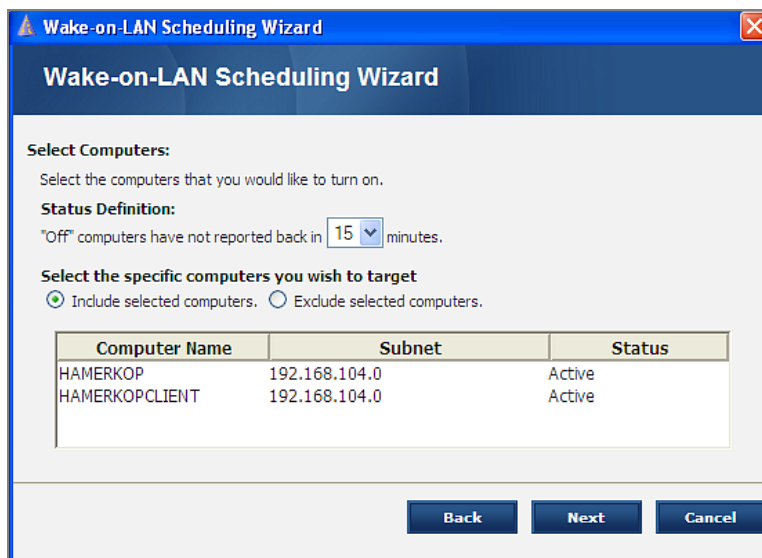 Wake-on-LAN Scheduling Wizard
Wake-on-LAN Scheduling Wizard
Select Computers:
Select the computers that you would like to turn on.
Status Definition:
"Off" computers have not reported back in 15 minutes.
Select the specific computers you wish to target
Include selected computers. Exclude selected computers.
Computer Name Subnet Status
HAMERKOP 192.168.104.0 Active
HAMERKOPCLIENT 192.168.104.0 Active
Back Next Cancel